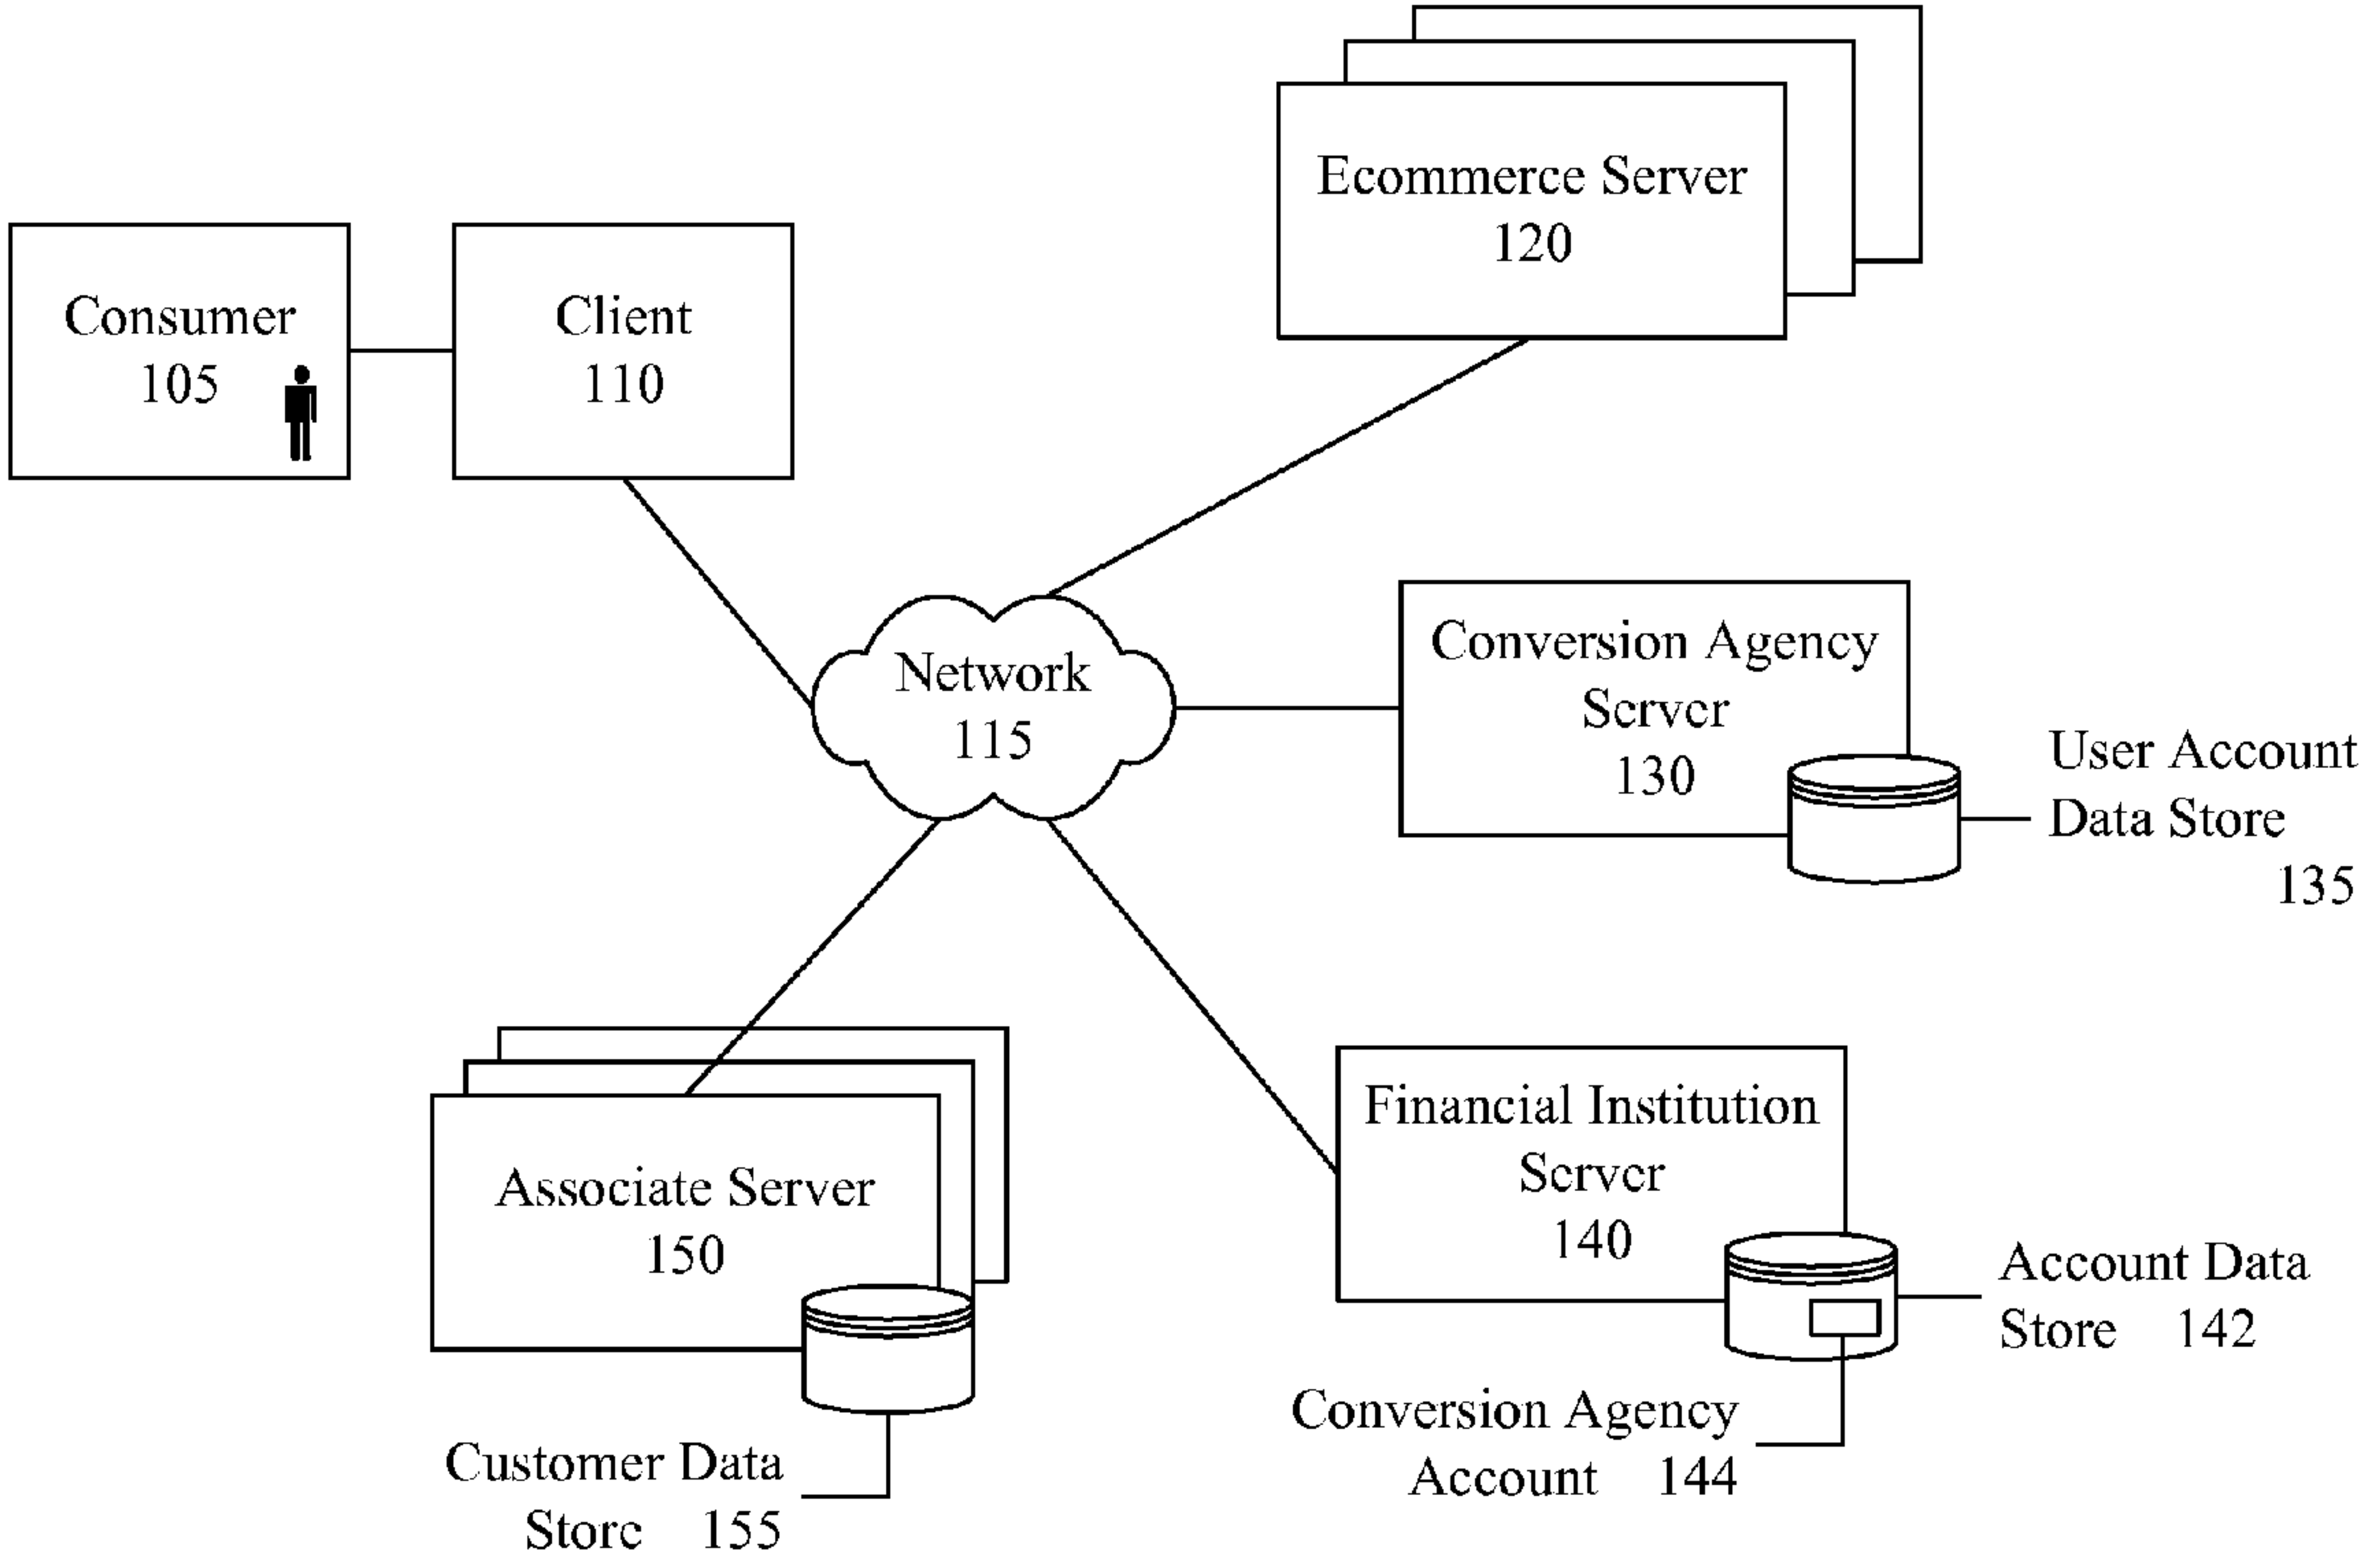 Ecommerce Server
120
Consumer
105
Client
110
Network
115
Conversion Agency
Server
130
User Account
Data Store
135
Associate Server
150
Customer Data
Store 155
Financial Institution
Server
140
Account Data
Store 142
Conversion Agency
Account 144